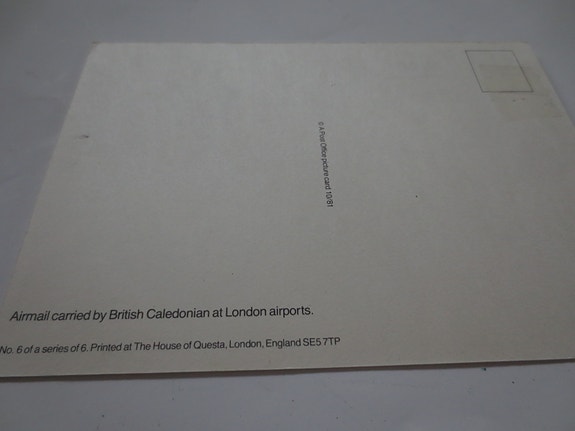 © A Post Office picture card 10/81
Airmail carried by British Caledonian at London airports.
No. 6 of a series of 6. Printed at The House of Questa, London, England SE5 7TP